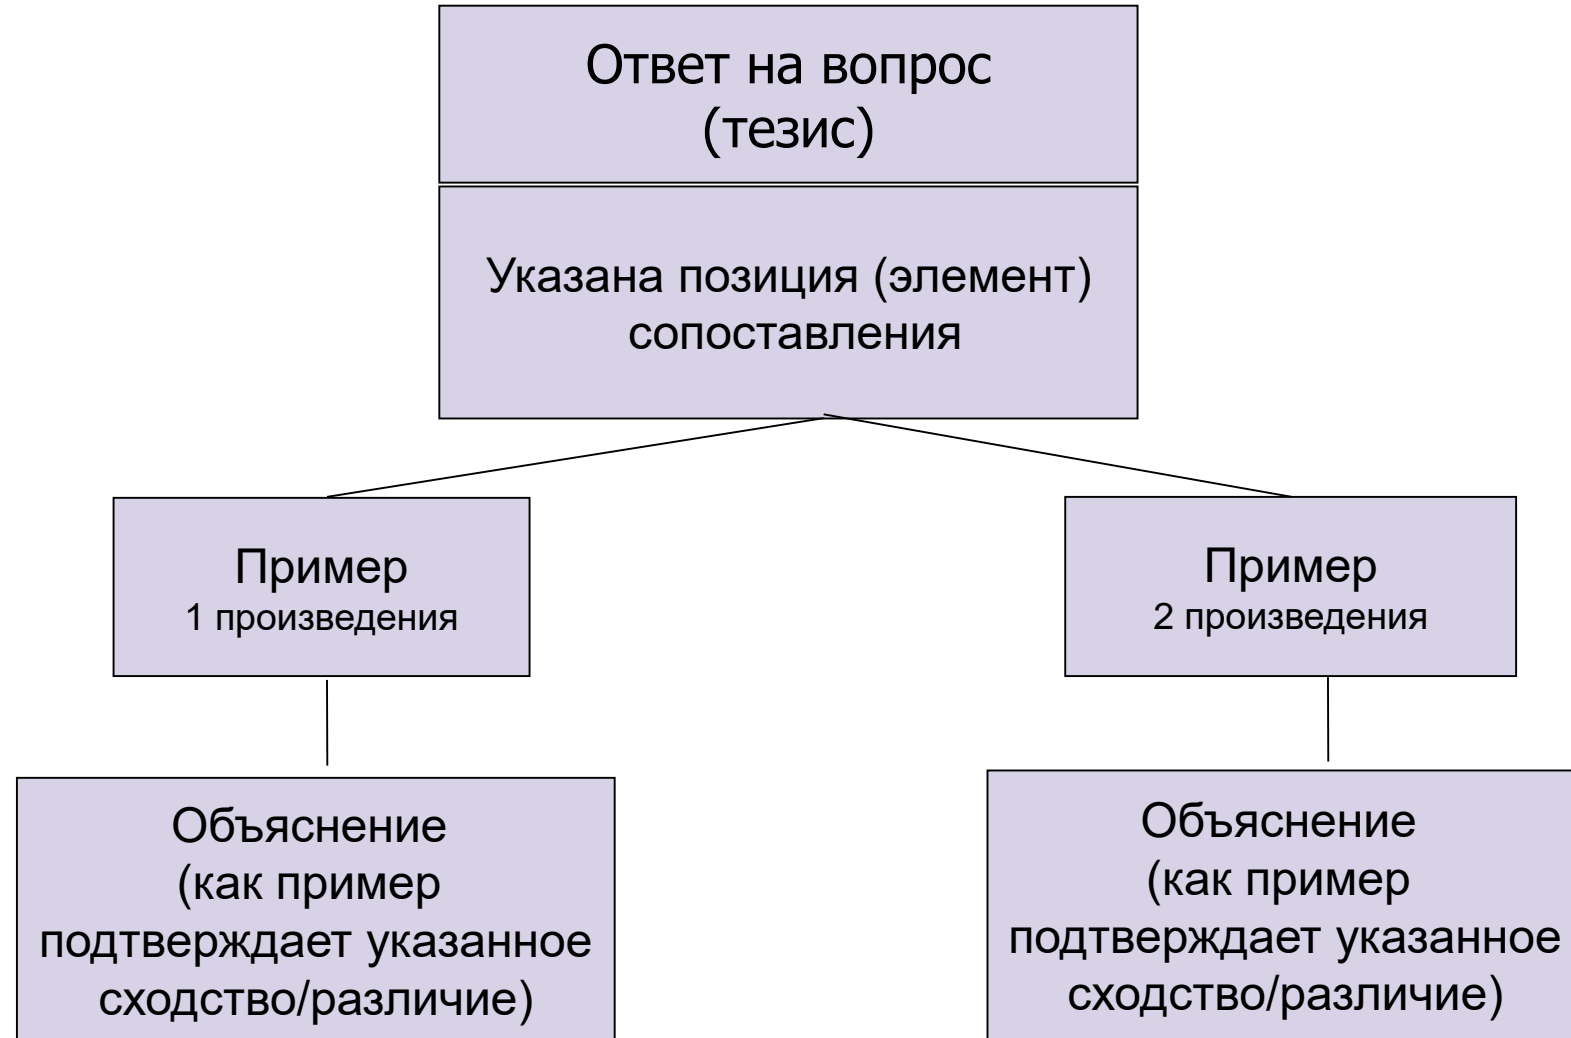 Ответ на вопрос
(тезис)
Указана позиция (элемент)
сопоставления
Пример
1 произведения
Пример
2 произведения
Объяснение
(как пример
подтверждает указанное
сходство/различие)
Объяснение
(как пример
подтверждает указанное
сходство/различие)